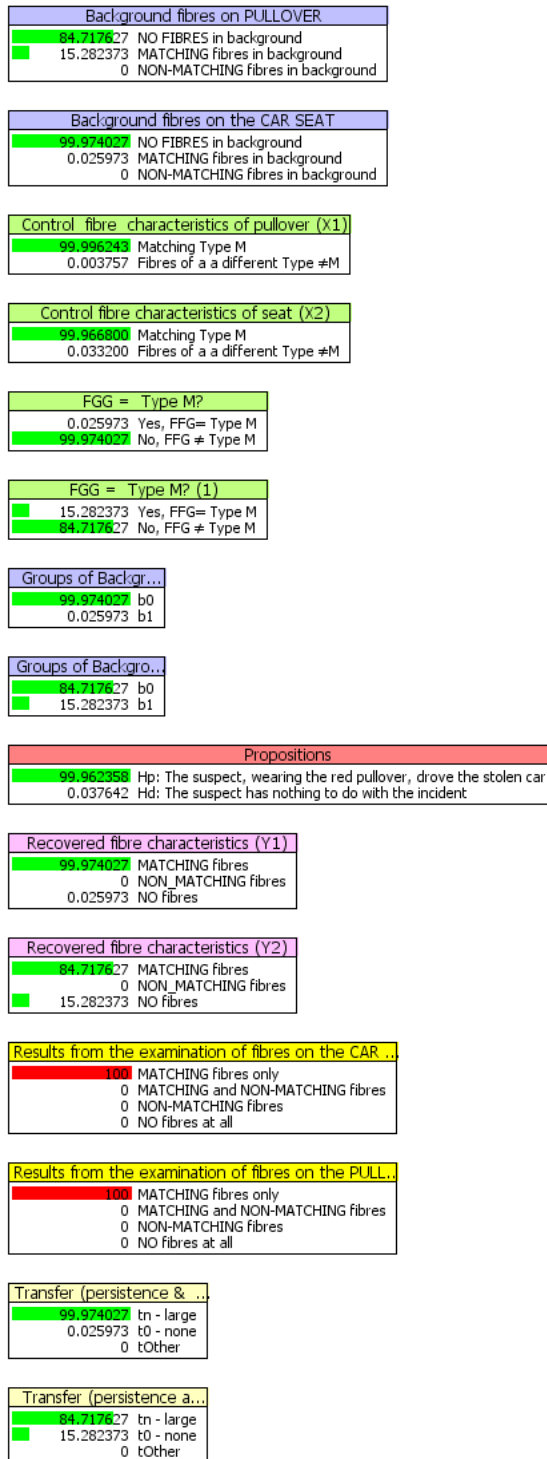 Background fibres on PULLOVER
84.717627 NO FIBRES in background
15.282373 MATCHING fibres in background
0 NON-MATCHING fibres in background
Background fibres on the CAR SEAT
99.974027 NO FIBRES in background
0.025973 MATCHING fibres in background
0 NON-MATCHING fibres in background
Control fibre characteristics of pullover (X1)
99.996243 Matching Type M
0.003757 Fibres of a a different Type ≠M
Control fibre characteristics of seat (X2)
99.966800 Matching Type M
0.033200 Fibres of a a different Type ≠M
FGG = Type M?
0.025973 Yes, FFG= Type M
99.974027 No, FFG ≠ Type M
FGG = Type M? (1)
15.282373 Yes, FFG= Type M
84.717627 No, FFG ≠ Type M
Groups of Backgr...
99.974027 b0
0.025973 b1
Groups of Backgro...
84.717627 b0
15.282373 b1
Propositions
99.962358 Hp: The suspect, wearing the red pullover, drove the stolen car
0.037642 Hd: The suspect has nothing to do with the incident
Recovered fibre characteristics (Y1)
99.974027 MATCHING fibres
0 NON_MATCHING fibres
0.025973 NO fibres
Recovered fibre characteristics (Y2)
84.717627 MATCHING fibres
0 NON_MATCHING fibres
15.282373 NO fibres
Results from the examination of fibres on the CAR ...
100 MATCHING fibres only
0 MATCHING and NON-MATCHING fibres
0 NON-MATCHING fibres
0 NO fibres at all
Results from the examination of fibres on the PULL...
100 MATCHING fibres only
0 MATCHING and NON-MATCHING fibres
0 NON-MATCHING fibres
0 NO fibres at all
Transfer (persistence & ...
99.974027 tn - large
0.025973 t0 - none
0 tOther
Transfer (persistence a...
84.717627 tn - large
15.282373 t0 - none
0 tOther